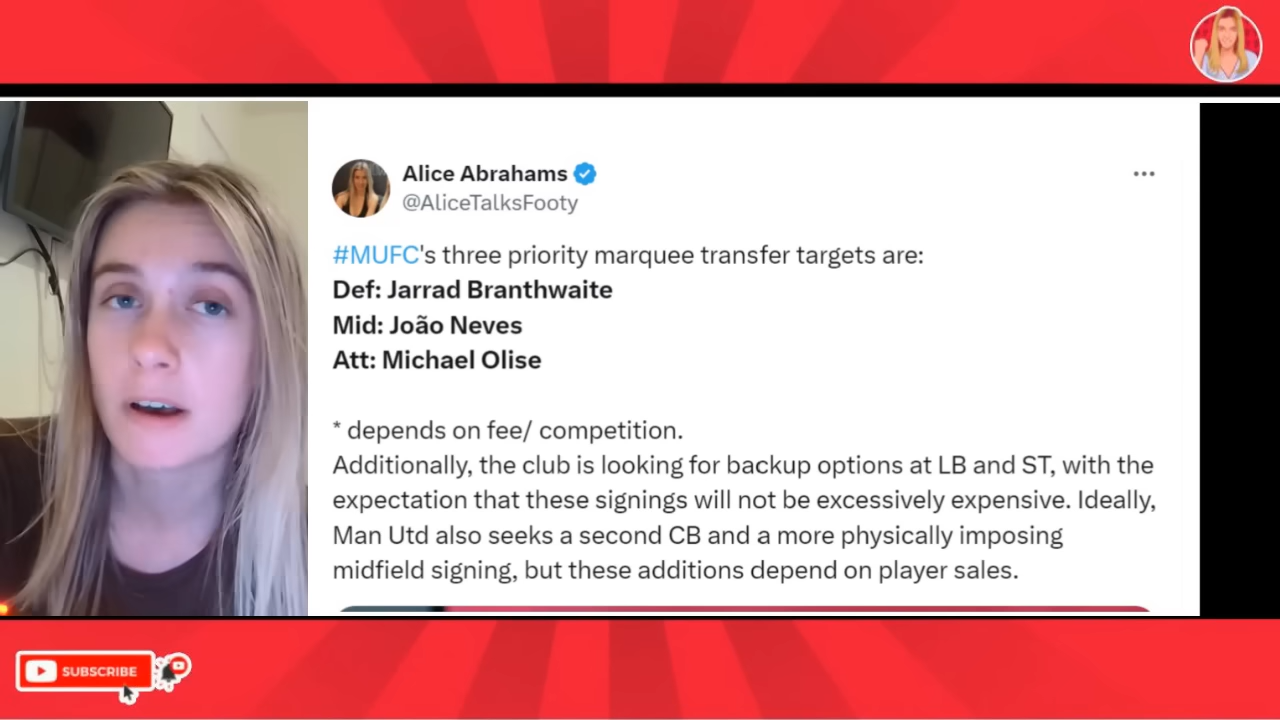 Alice Abrahams
@AliceTalksFooty
#MUFC's three priority marquee transfer targets are:
Def: Jarrad Branthwaite
Mid: João Neves
Att: Michael Olise
* depends on fee/ competition.
Additionally, the club is looking for backup options at LB and ST, with the
expectation that these signings will not be excessively expensive. Ideally,
Man Utd also seeks a second CB and a more physically imposing
midfield signing, but these additions depend on player sales.
SUBSCRIBE